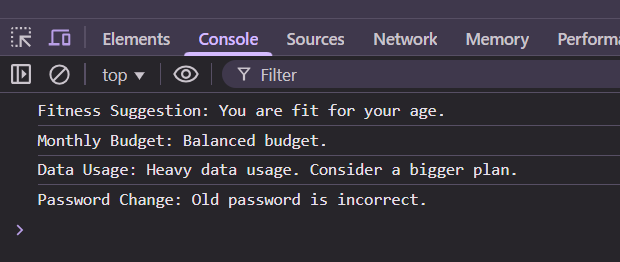 Elements Console Sources Network Memory Performa
top Filter
Fitness Suggestion: You are fit for your age.
Monthly Budget: Balanced budget.
Data Usage: Heavy data usage. Consider a bigger plan.
Password Change: Old password is incorrect.